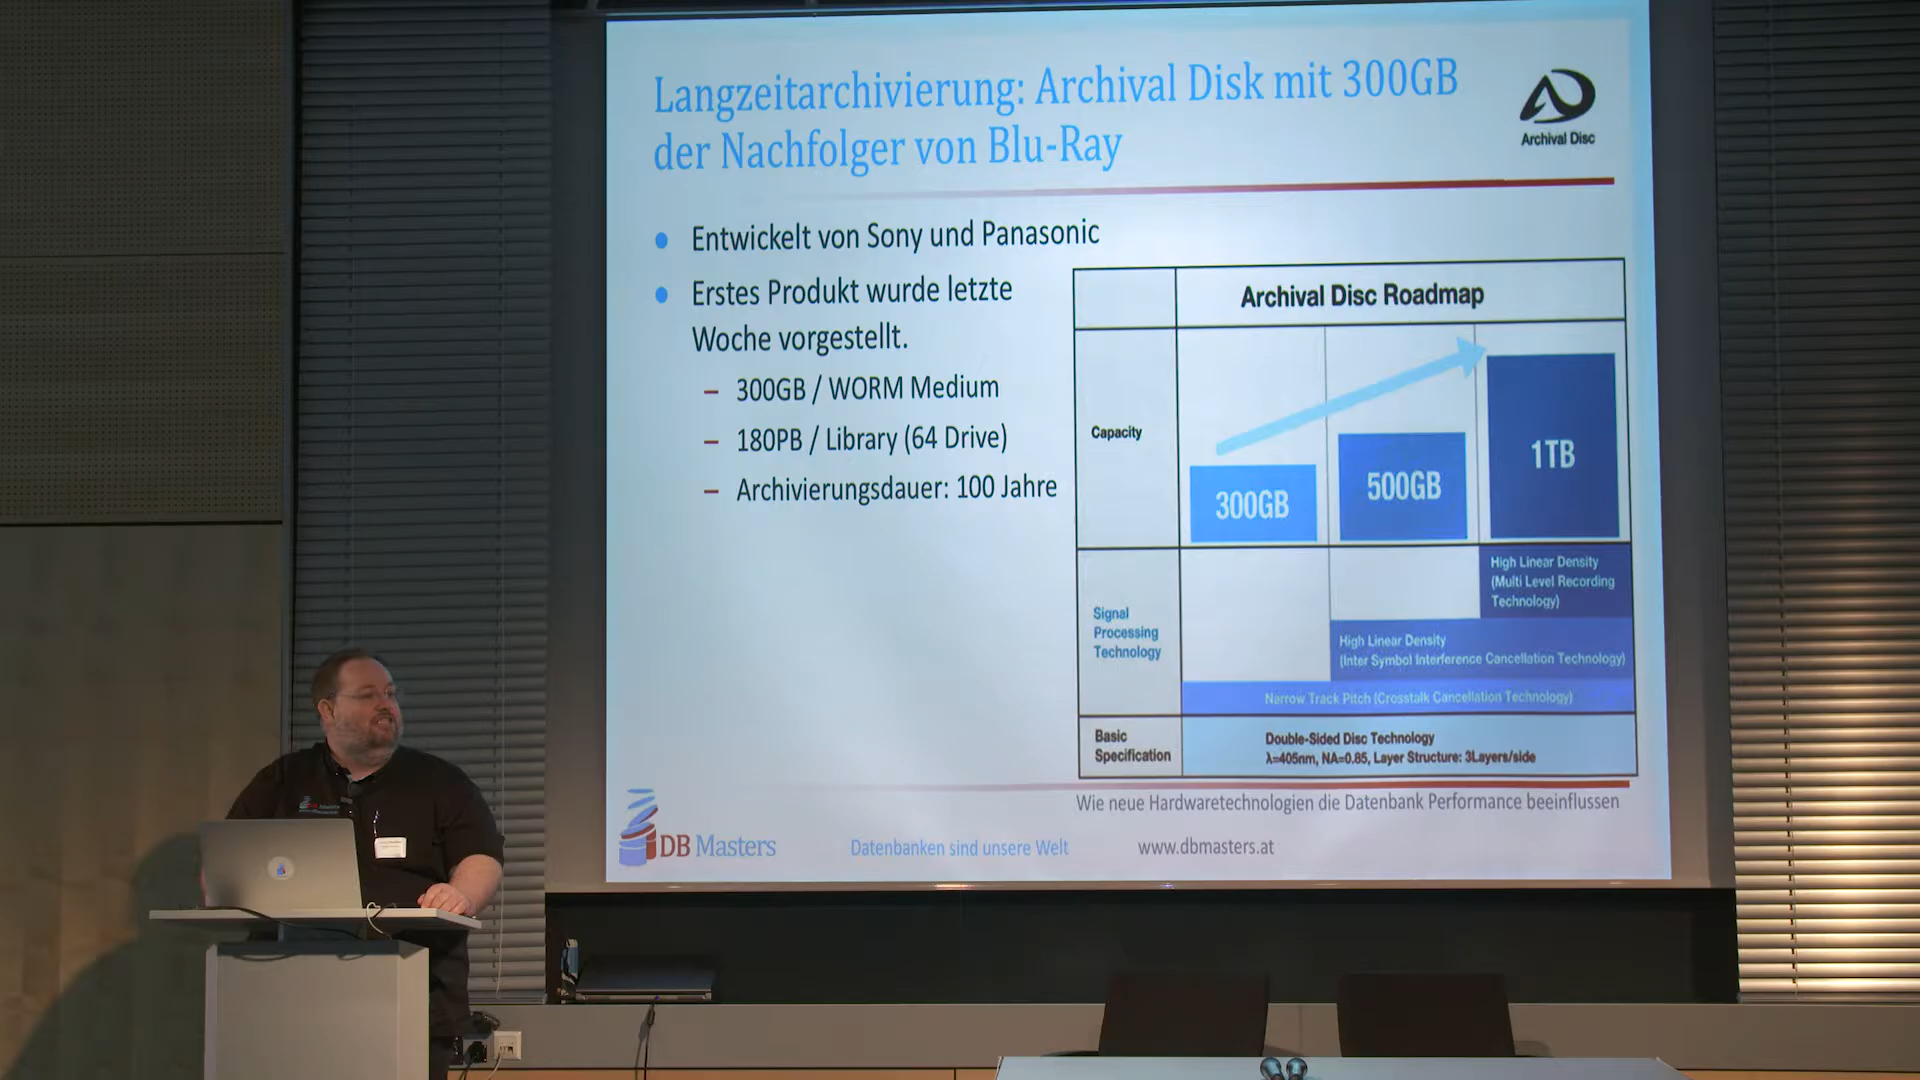 Langzeitarchivierung: Archival Disk mit 300GB
der Nachfolger von Blu-Ray
Archival Disc
Entwickelt von Sony und Panasonic
Erstes Produkt wurde letzte
Woche vorgestellt.
– 300GB / WORM Medium
– 180PB / Library (64 Drive)
– Archivierungsdauer: 100 Jahre
Archival Disc Roadmap
Capacity
300GB
500GB
1TB
Signal
Processing
Technology
High Linear Density
(Multi Level Recording
Technology)
High Linear Density
(Inter Symbol Interference Cancellation Technology)
Narrow Track Pitch (Crosstalk Cancellation Technology)
Basic
Specification
Double-Sided Disc Technology
λ=405nm, NA=0.85, Layer Structure: 3Layers/side
Wie neue Hardwaretechnologien die Datenbank Performance beeinflussen
DB Masters
Datenbanken sind unsere Welt
www.dbmasters.at